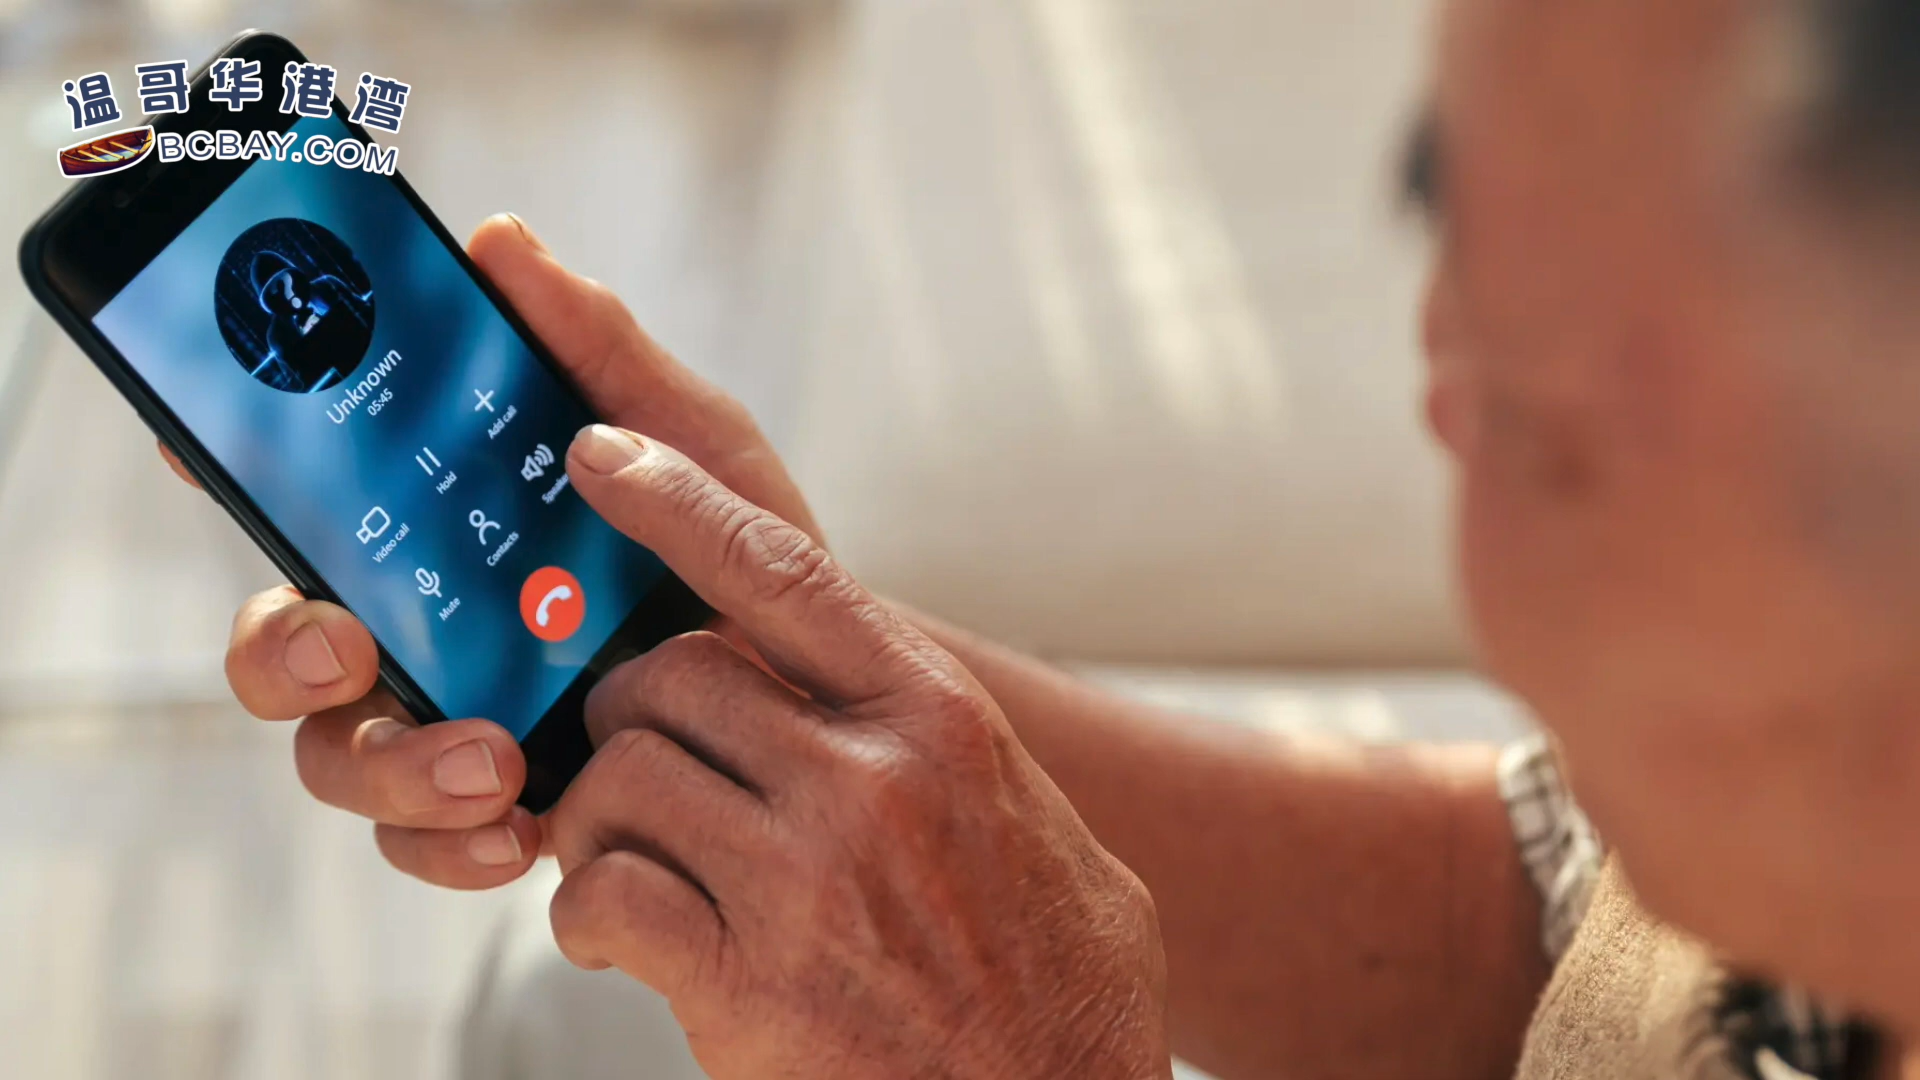 温哥华港湾
BCBAY.COM
Unknown
05:45
Add call
Hold
Speaker
Video call
Contacts
Mute